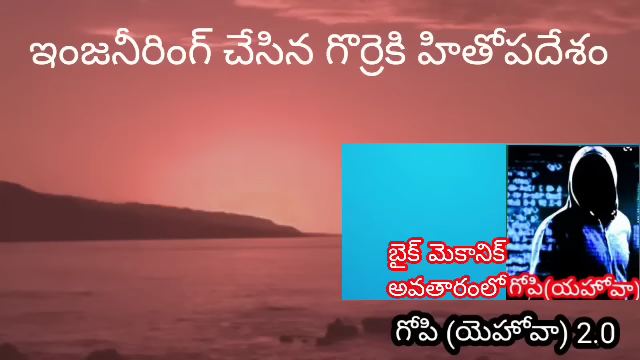 ఇంజనీరింగ్ చేసిన గొర్రెకి హితోపదేశం
బైక్ మెకానిక్
అవతారంలో
గోపి(యహోవా)
గోపి (యెహోవా) 2.0